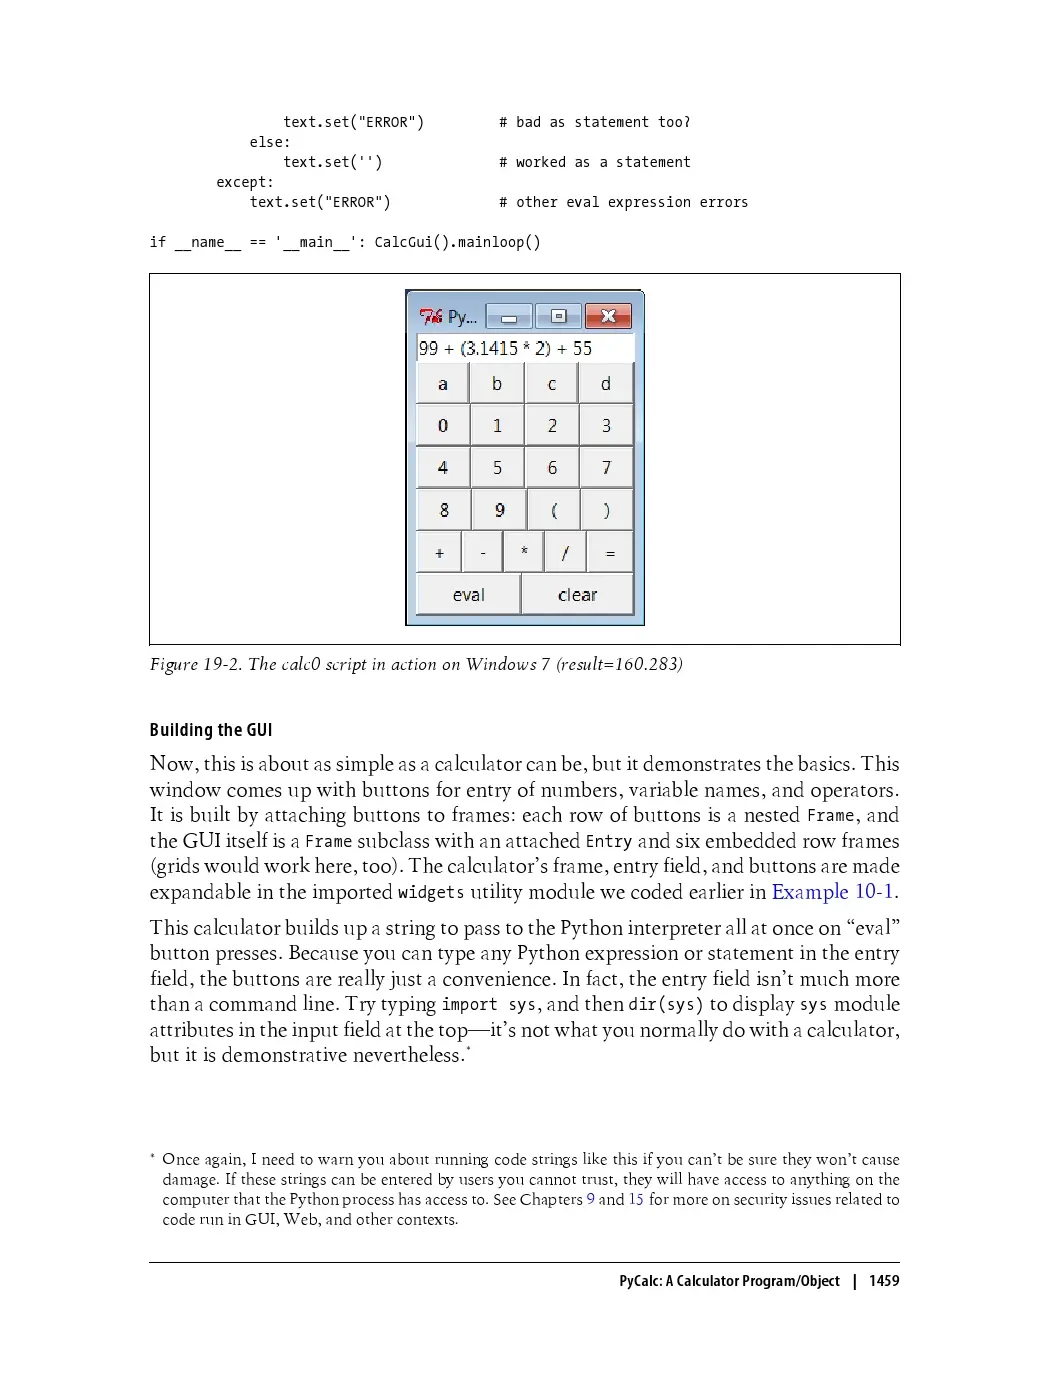 text.set("ERROR") # bad as statement too?
else:
text.set('') # worked as a statement
except:
text.set("ERROR") # other eval expression errors
if __name__ == '__main__': CalcGui().mainloop()
Py...
99 + (3.1415 * 2) + 55
a b c d
0 1 2 3
4 5 6 7
8 9 ( )
+ - * / =
eval clear
Figure 19-2. The calc0 script in action on Windows 7 (result=160.283)
Building the GUI
Now, this is about as simple as a calculator can be, but it demonstrates the basics. This
window comes up with buttons for entry of numbers, variable names, and operators.
It is built by attaching buttons to frames: each row of buttons is a nested Frame, and
the GUI itself is a Frame subclass with an attached Entry and six embedded row frames
(grids would work here, too). The calculator’s frame, entry field, and buttons are made
expandable in the imported widgets utility module we coded earlier in Example 10-1.
This calculator builds up a string to pass to the Python interpreter all at once on “eval”
button presses. Because you can type any Python expression or statement in the entry
field, the buttons are really just a convenience. In fact, the entry field isn’t much more
than a command line. Try typing import sys, and then dir(sys) to display sys module
attributes in the input field at the top—it’s not what you normally do with a calculator,
but it is demonstrative nevertheless.*
* Once again, I need to warn you about running code strings like this if you can’t be sure they won’t cause
damage. If these strings can be entered by users you cannot trust, they will have access to anything on the
computer that the Python process has access to. See Chapters 9 and 15 for more on security issues related to
code run in GUI, Web, and other contexts.
PyCalc: A Calculator Program/Object | 1459